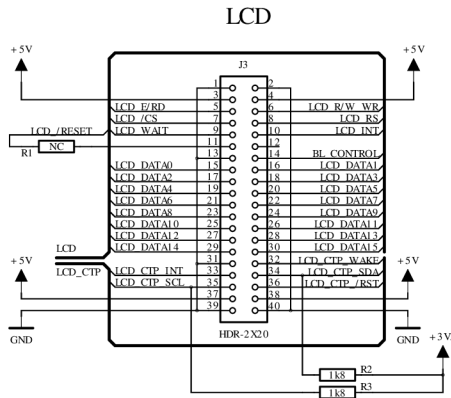 LCD
+5V
+5V
J3
1 2
3 4
LCD_E/RD 5 6 LCD_R/W_WR
LCD_/CS 7 8 LCD_RS
LCD_/RESET LCD_WAIT 9 10 LCD_INT
R1 NC 11 12
13 14 BL_CONTROL
LCD_DATA0 15 16 LCD_DATA1
LCD_DATA2 17 18 LCD_DATA3
LCD_DATA4 19 20 LCD_DATA5
LCD_DATA6 21 22 LCD_DATA7
LCD_DATA8 23 24 LCD_DATA9
LCD_DATA10 25 26 LCD_DATA11
LCD_DATA12 27 28 LCD_DATA13
LCD_DATA14 29 30 LCD_DATA15
LCD
31 32 LCD_CTP_WAKE
+5V LCD_CTP LCD_CTP_INT 33 34 LCD_CTP_SDA +5V
LCD_CTP_SCL 35 36 LCD_CTP_/RST
37 38
39 40
GND HDR-2X20 GND
+3V
1k8 R2
1k8 R3